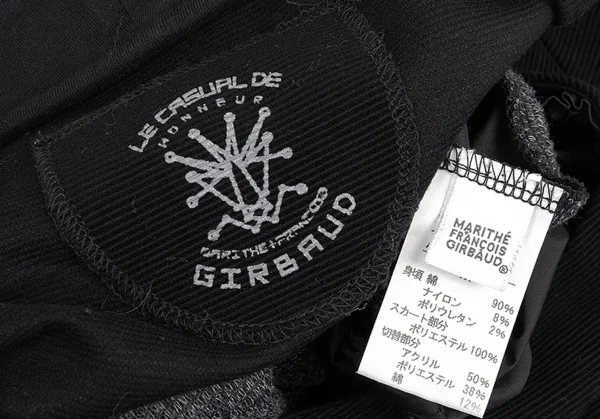 LE CASUAL DE
HONNEUR
MARITHE+FRANCOIS
GIRBAUD
MARITHÉ
FRANÇOIS
GIRBAUD®
身頃 綿 90%
ナイロン 8%
ポリウレタン 2%
スカート部分
ポリエステル 100%
切替部分
アクリル 50%
ポリエステル 38%
綿 12%